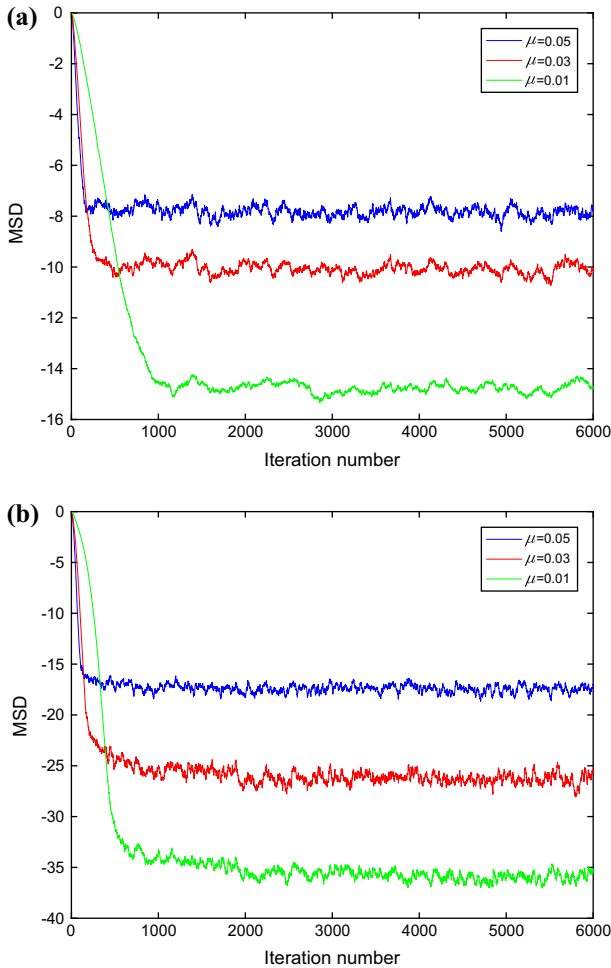 (a)
0
-2
-4
-6
-8
-10
-12
-14
-16
MSD
μ=0.05
μ=0.03
μ=0.01
0 1000 2000 3000 4000 5000 6000
Iteration number
(b)
0
-5
-10
-15
-20
-25
-30
-35
-40
MSD
μ=0.05
μ=0.03
μ=0.01
0 1000 2000 3000 4000 5000 6000
Iteration number